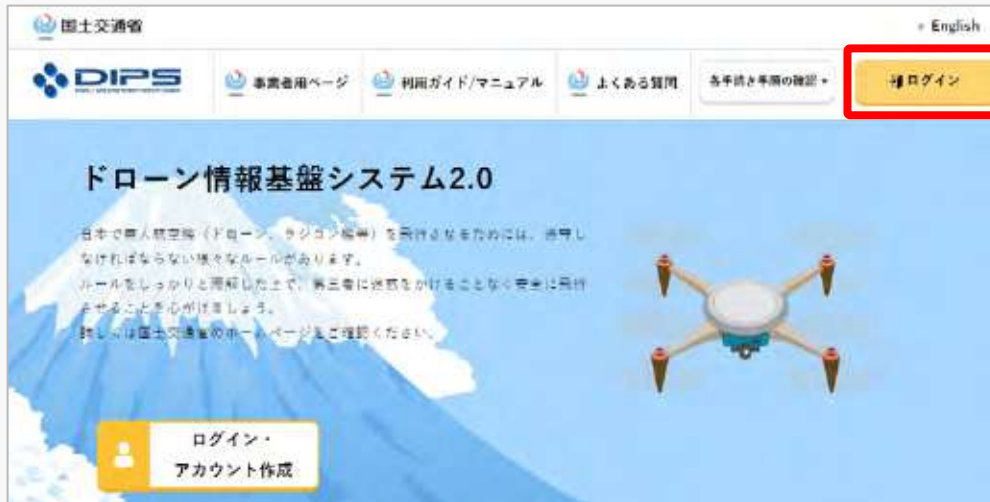 国土交通省
English
DIPS
事業者用ページ
利用ガイド/マニュアル
よくある質問
各手続き手順の確認
ログイン
ドローン情報基盤システム2.0
日本で無人航空機（ドローン、ラジコン機等）を飛行させるためには、遵守し
なければならない様々なルールがあります。
ルールをしっかりと理解した上で、第三者に迷惑をかけることなく安全に飛行
させることを心がけましょう。
詳しくは国土交通省のホームページをご確認ください。
ログイン・
アカウント作成